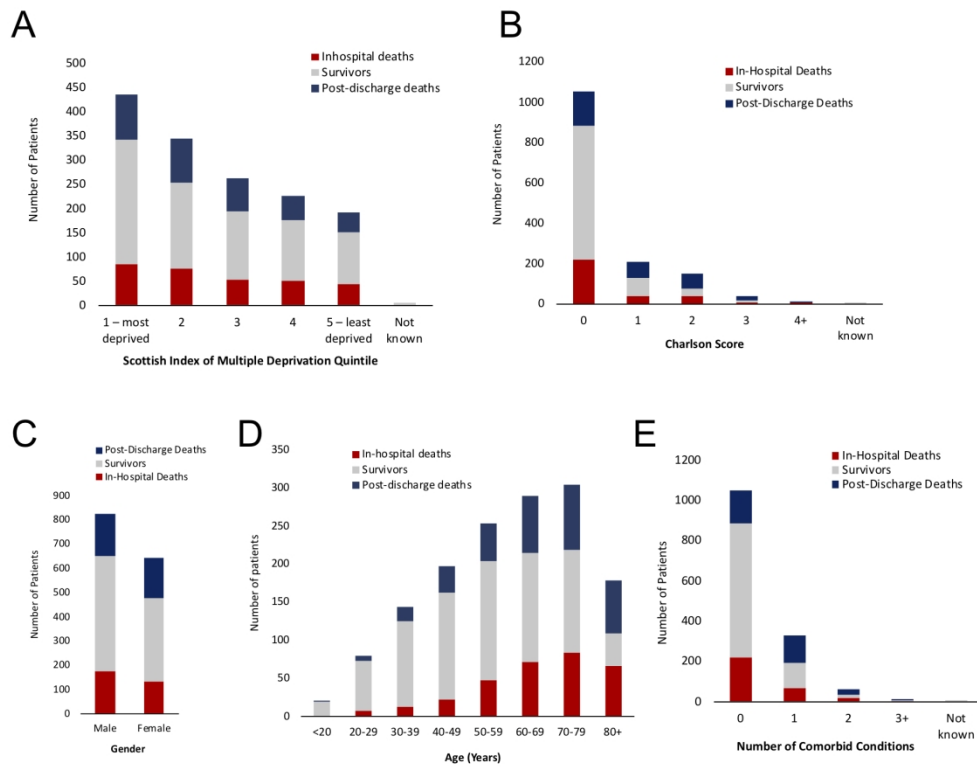 A
Inhospital deaths
Survivors
Post-discharge deaths
Number of Patients
500
450
400
350
300
250
200
150
100
50
0
1 – most deprived
2
3
4
5 – least deprived
Not known
Scottish Index of Multiple Deprivation Quintile
B
In-Hospital Deaths
Survivors
Post-Discharge Deaths
Number of Patients
1200
1000
800
600
400
200
0
0
1
2
3
4+
Not known
Charlson Score
C
Post-Discharge Deaths
Survivors
In-Hospital Deaths
Number of Patients
900
800
700
600
500
400
300
200
100
0
Male
Female
Gender
D
In-hospital deaths
Survivors
Post-discharge deaths
Number of patients
350
300
250
200
150
100
50
0
<20
20-29
30-39
40-49
50-59
60-69
70-79
80+
Age (Years)
E
In-Hospital Deaths
Survivors
Post-Discharge Deaths
Number of Patients
1200
1000
800
600
400
200
0
0
1
2
3+
Not known
Number of Comorbid Conditions